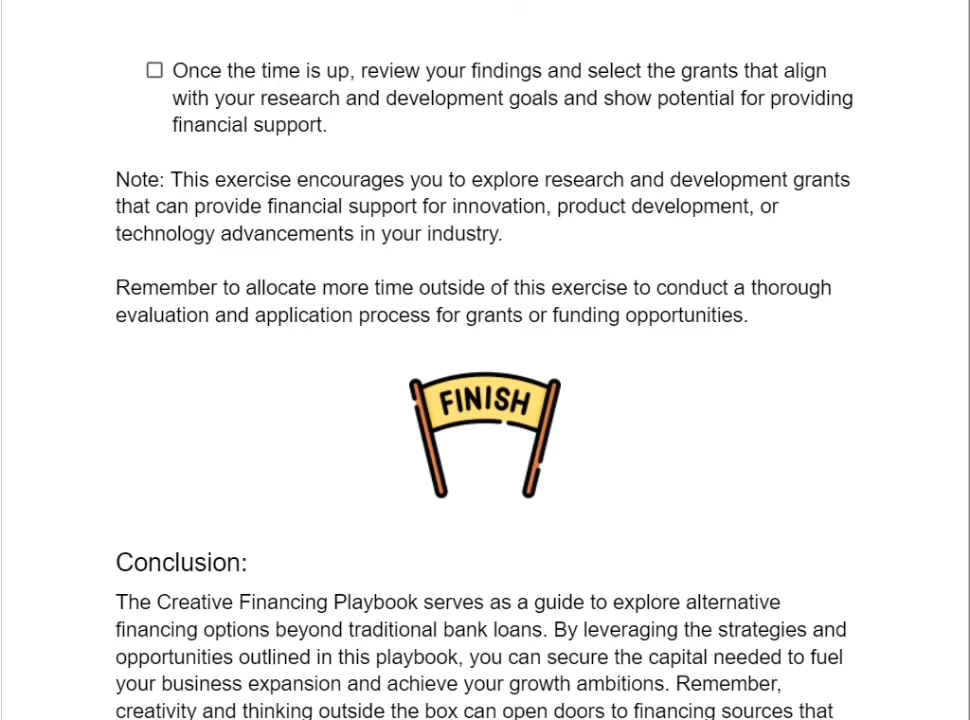 Once the time is up, review your findings and select the grants that align
with your research and development goals and show potential for providing
financial support.
Note: This exercise encourages you to explore research and development grants
that can provide financial support for innovation, product development, or
technology advancements in your industry.
Remember to allocate more time outside of this exercise to conduct a thorough
evaluation and application process for grants or funding opportunities.
FINISH
Conclusion:
The Creative Financing Playbook serves as a guide to explore alternative
financing options beyond traditional bank loans. By leveraging the strategies and
opportunities outlined in this playbook, you can secure the capital needed to fuel
your business expansion and achieve your growth ambitions. Remember,
creativity and thinking outside the box can open doors to financing sources that